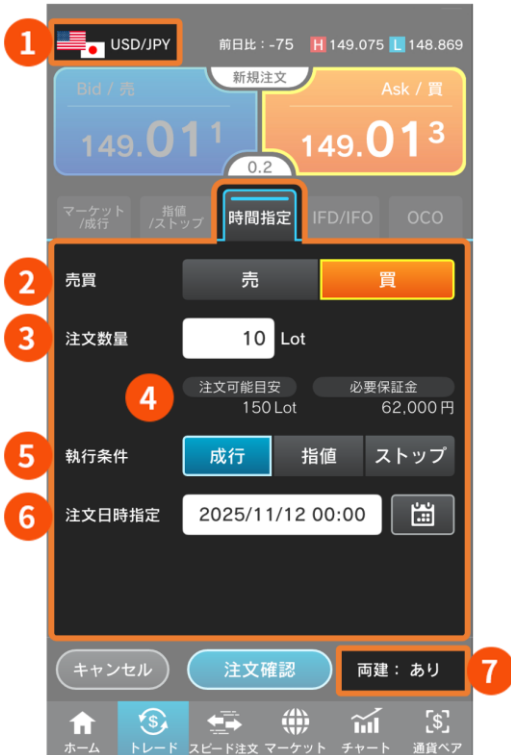 1
USD/JPY
前日比：-75 H 149.075 L 148.869
新規注文
Bid / 売
Ask / 買
149.011
149.013
0.2
マーケット
/成行
指値
/ストップ
時間指定
IFD/IFO
OCO
2
売買
売
買
3
注文数量
10 Lot
4
注文可能目安
必要保証金
150 Lot
62,000 円
5
執行条件
成行
指値
ストップ
6
注文日時指定
2025/11/12 00:00
キャンセル
注文確認
両建： あり
7
ホーム
トレード
スピード注文
マーケット
チャート
通貨ペア